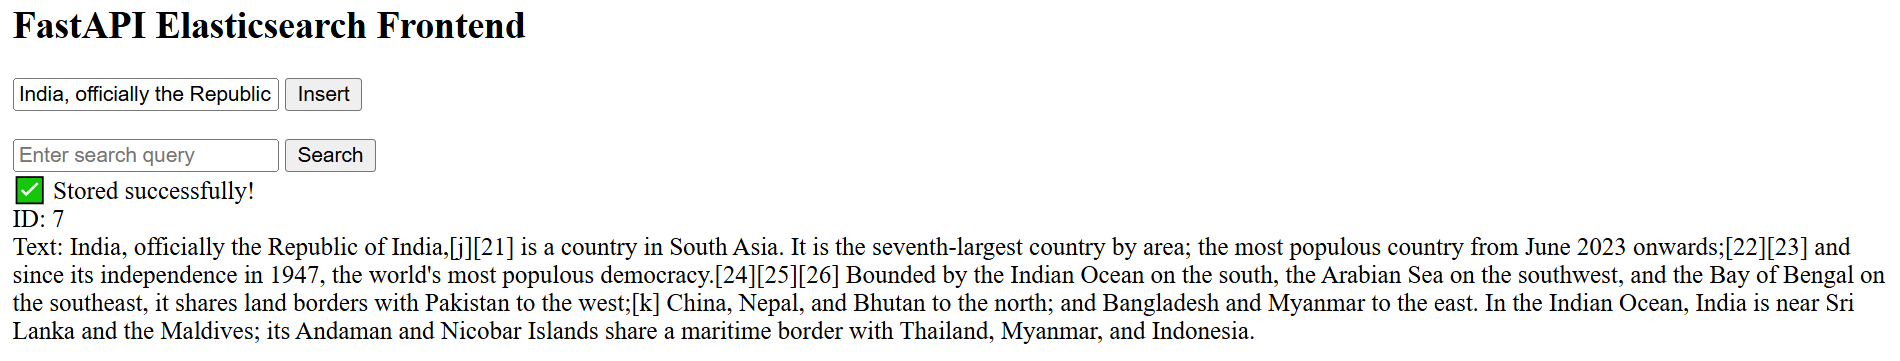 FastAPI Elasticsearch Frontend
India, officially the Republic Insert
Enter search query Search
✅ Stored successfully!
ID: 7
Text: India, officially the Republic of India,[j][21] is a country in South Asia. It is the seventh-largest country by area; the most populous country from June 2023 onwards;[22][23] and
since its independence in 1947, the world's most populous democracy.[24][25][26] Bounded by the Indian Ocean on the south, the Arabian Sea on the southwest, and the Bay of Bengal on
the southeast, it shares land borders with Pakistan to the west;[k] China, Nepal, and Bhutan to the north; and Bangladesh and Myanmar to the east. In the Indian Ocean, India is near Sri
Lanka and the Maldives; its Andaman and Nicobar Islands share a maritime border with Thailand, Myanmar, and Indonesia.